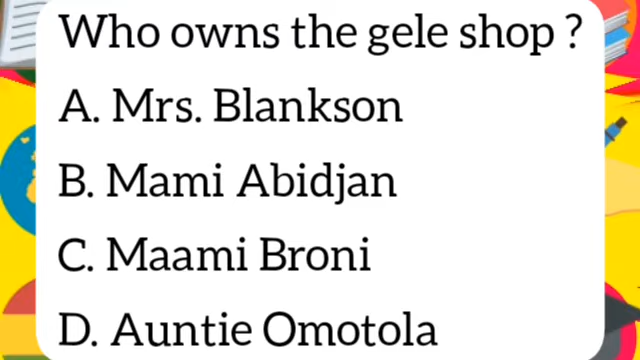 Who owns the gele shop ?
A. Mrs. Blankson
B. Mami Abidjan
C. Maami Broni
D. Auntie Omotola